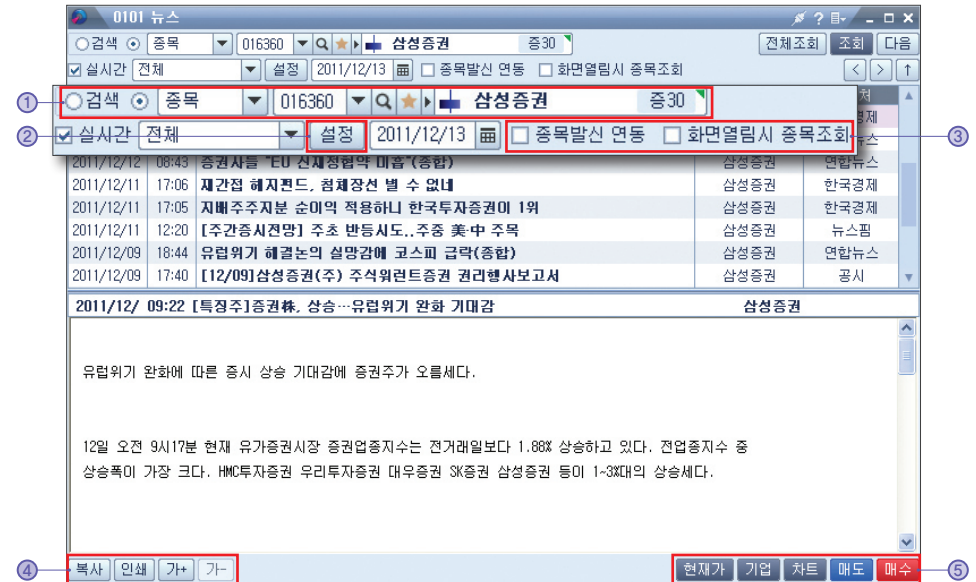 0101 뉴스
검색 종목 016360 삼성증권 증30 전체조회 조회 다음
실시간 전체 설정 2011/12/13 종목발신 연동 화면열림시 종목조회 < > ↑
① 검색 종목 016360 삼성증권 증30
② 실시간 전체 설정 2011/12/13 종목발신 연동 화면열림시 종목조회 ③
2011/12/12 08:43 증권사들 "EU 신재정협약 미흡"(종합) 삼성증권 연합뉴스
2011/12/11 17:06 재간접 헤지펀드, 침체장선 별 수 없네 삼성증권 한국경제
2011/12/11 17:05 지배주주지분 순이익 적용하니 한국투자증권이 1위 삼성증권 한국경제
2011/12/11 12:20 [주간증시전망] 주초 반등시도..주중 美·中 주목 삼성증권 뉴스핌
2011/12/09 18:44 유럽위기 해결논의 실망감에 코스피 급락(종합) 삼성증권 연합뉴스
2011/12/09 17:40 [12/09]삼성증권(주) 주식워런트증권 권리행사보고서 삼성증권 공시
2011/12/ 09:22 [특징주]증권株, 상승…유럽위기 완화 기대감 삼성증권
유럽위기 완화에 따른 증시 상승 기대감에 증권주가 오름세다.
12일 오전 9시17분 현재 유가증권시장 증권업종지수는 전거래일보다 1.88% 상승하고 있다. 전업종지수 중
상승폭이 가장 크다. HMC투자증권 우리투자증권 대우증권 SK증권 삼성증권 등이 1~3%대의 상승세다.
④ 복사 인쇄 가+ 가- 현재가 기업 차트 매도 매수 ⑤